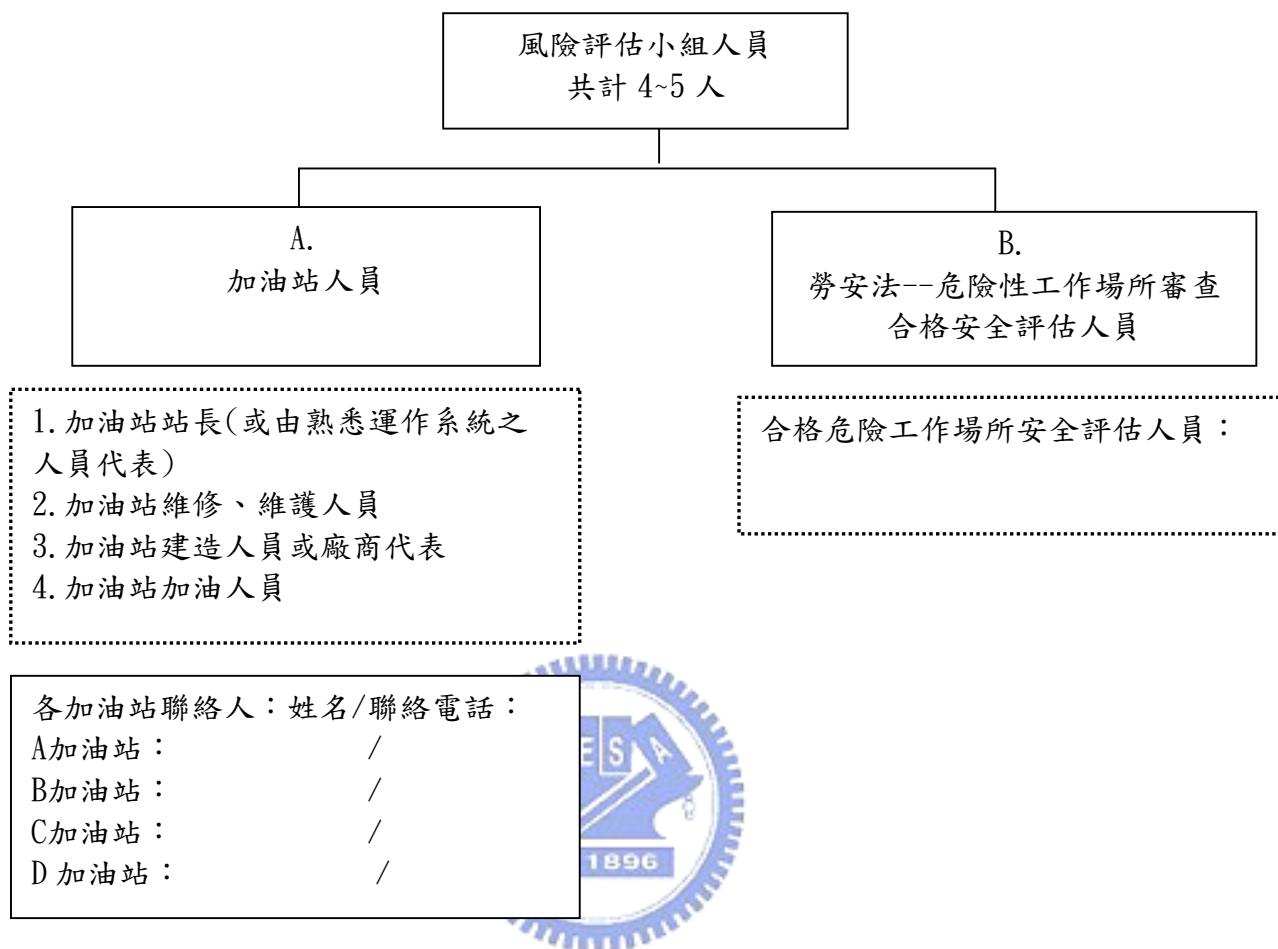 風險評估小組人員
共計 4~5 人
A.
加油站人員
B.
勞安法--危險性工作場所審查
合格安全評估人員
1.加油站站長(或由熟悉運作系統之
人員代表)
2.加油站維修、維護人員
3.加油站建造人員或廠商代表
4.加油站加油人員
合格危險工作場所安全評估人員：
各加油站聯絡人：姓名/聯絡電話：
A加油站： /
B加油站： /
C加油站： /
D加油站： /
ESA
1896